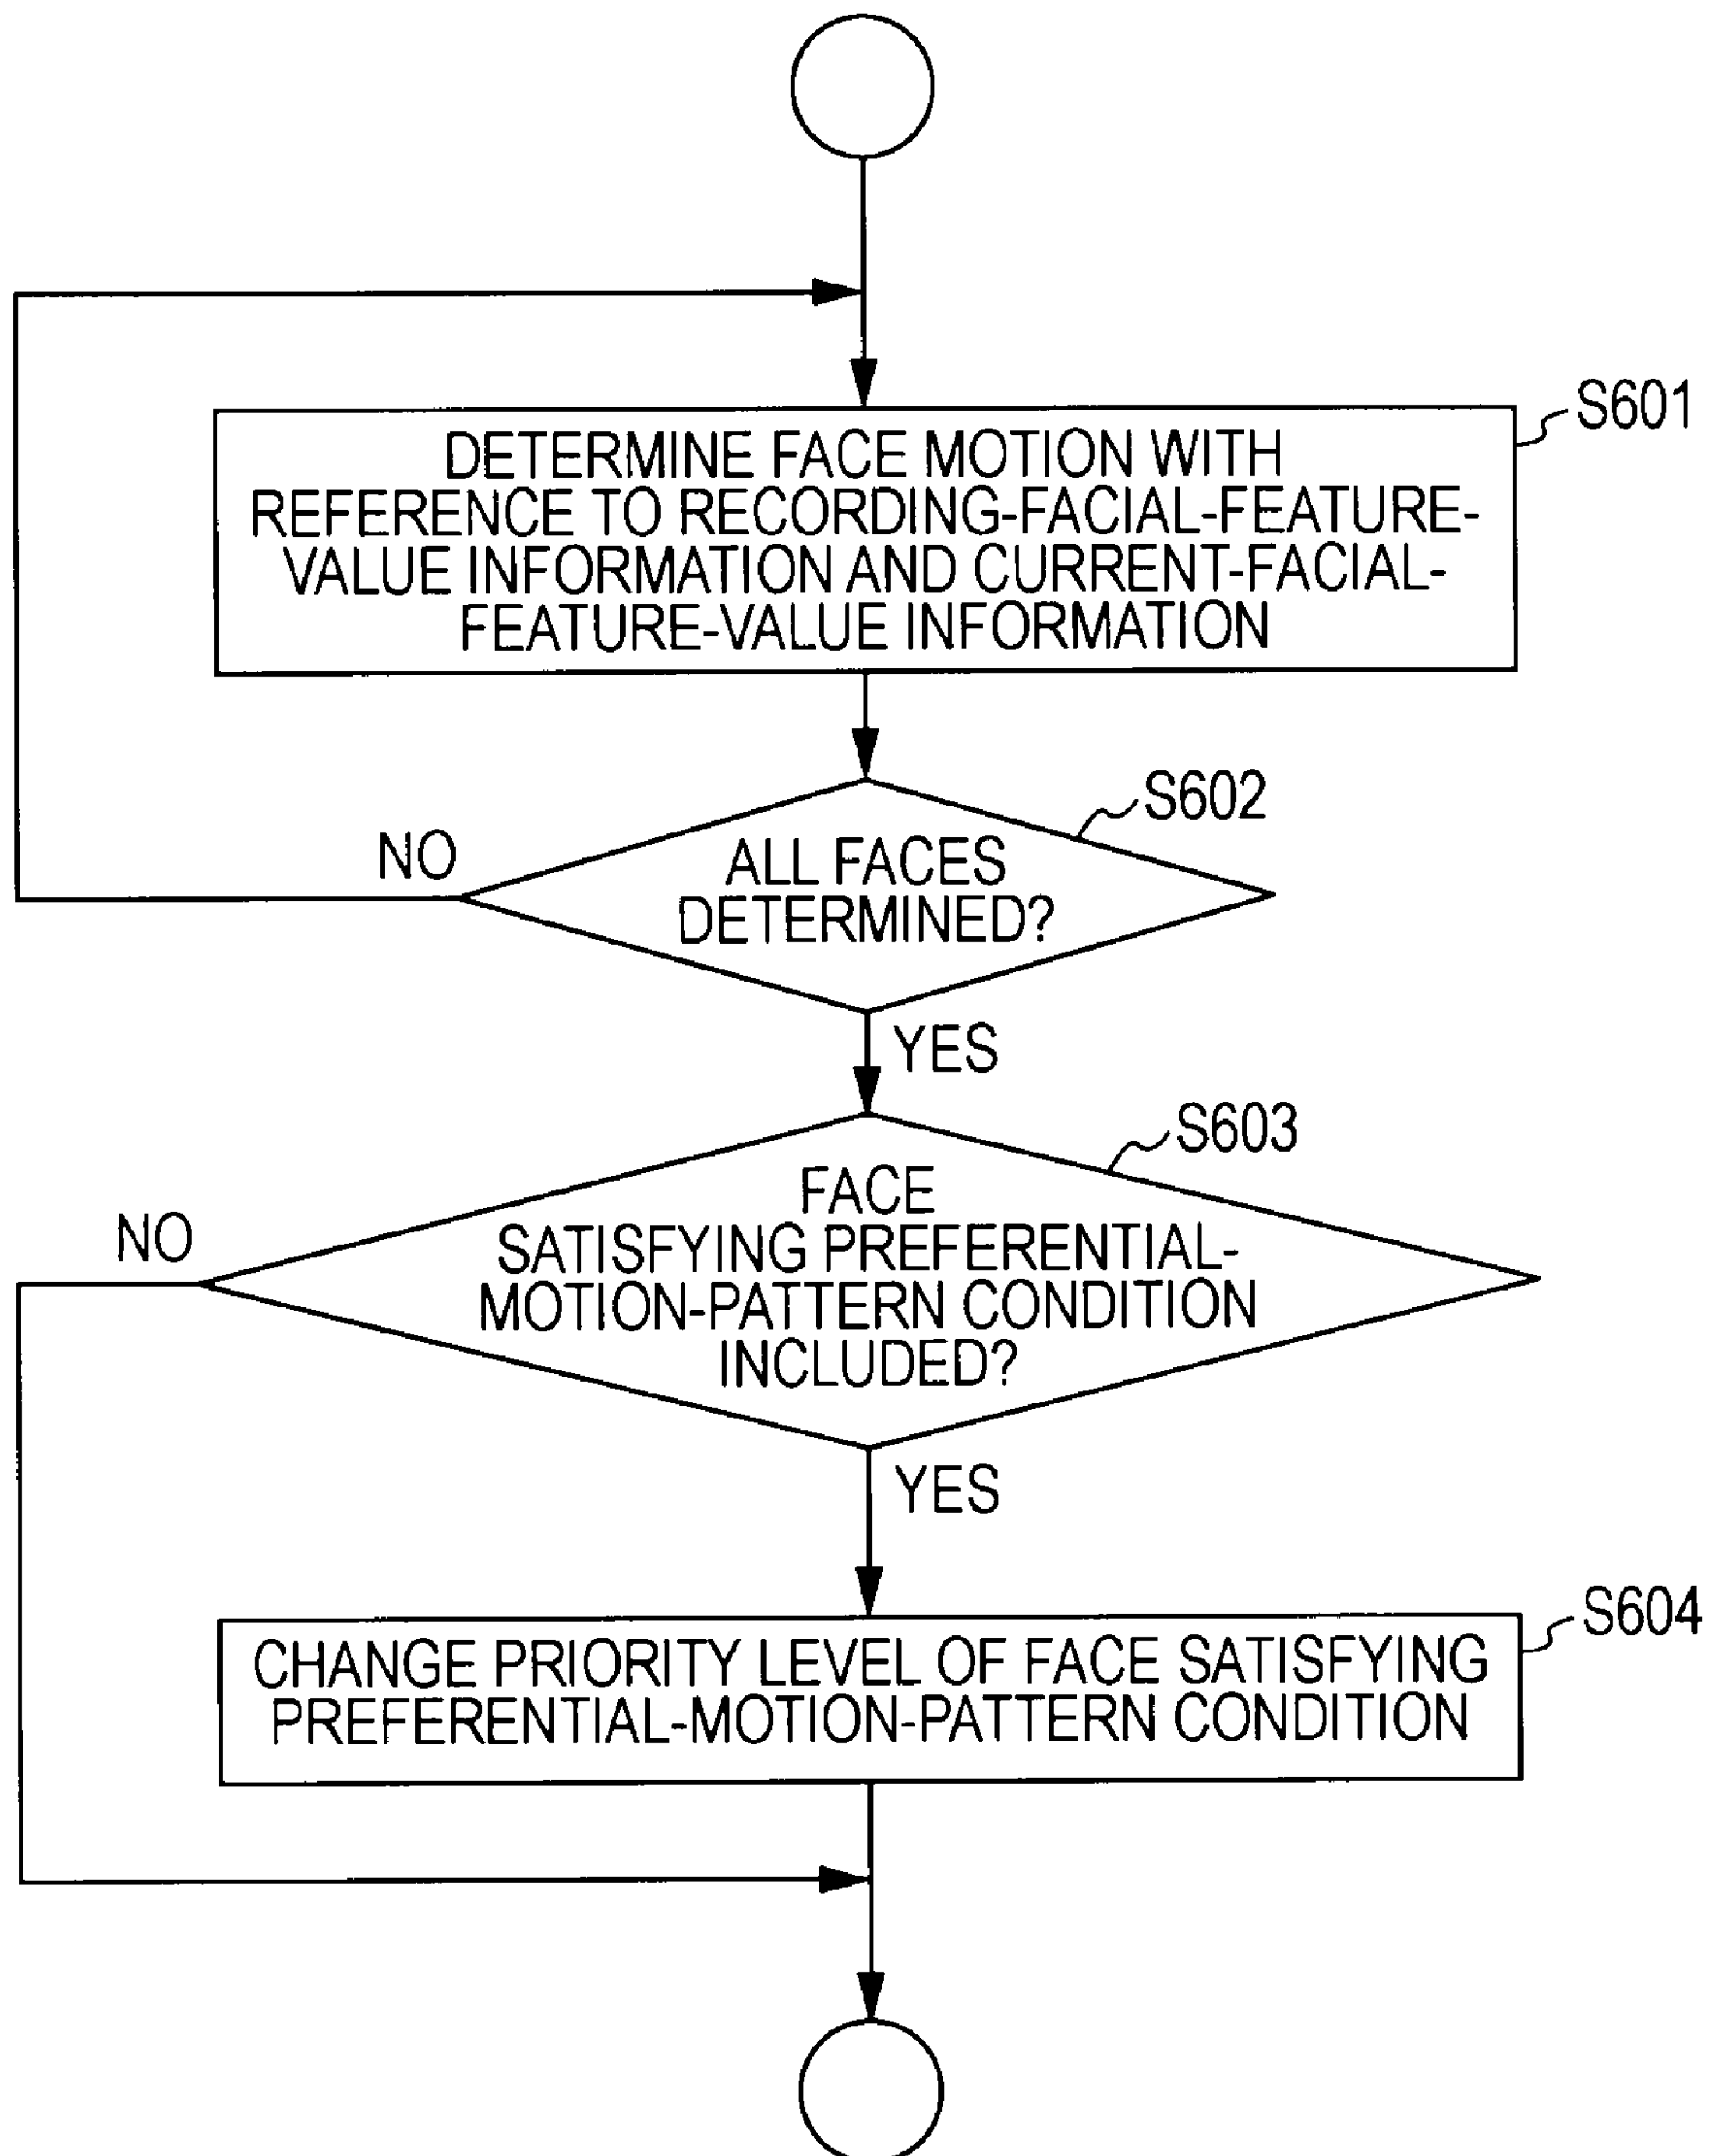 S601
DETERMINE FACE MOTION WITH
REFERENCE TO RECORDING-FACIAL-FEATURE-
VALUE INFORMATION AND CURRENT-FACIAL-
FEATURE-VALUE INFORMATION
S602
NO
ALL FACES
DETERMINED?
YES
S603
NO
FACE
SATISFYING PREFERENTIAL-
MOTION-PATTERN CONDITION
INCLUDED?
YES
S604
CHANGE PRIORITY LEVEL OF FACE SATISFYING
PREFERENTIAL-MOTION-PATTERN CONDITION